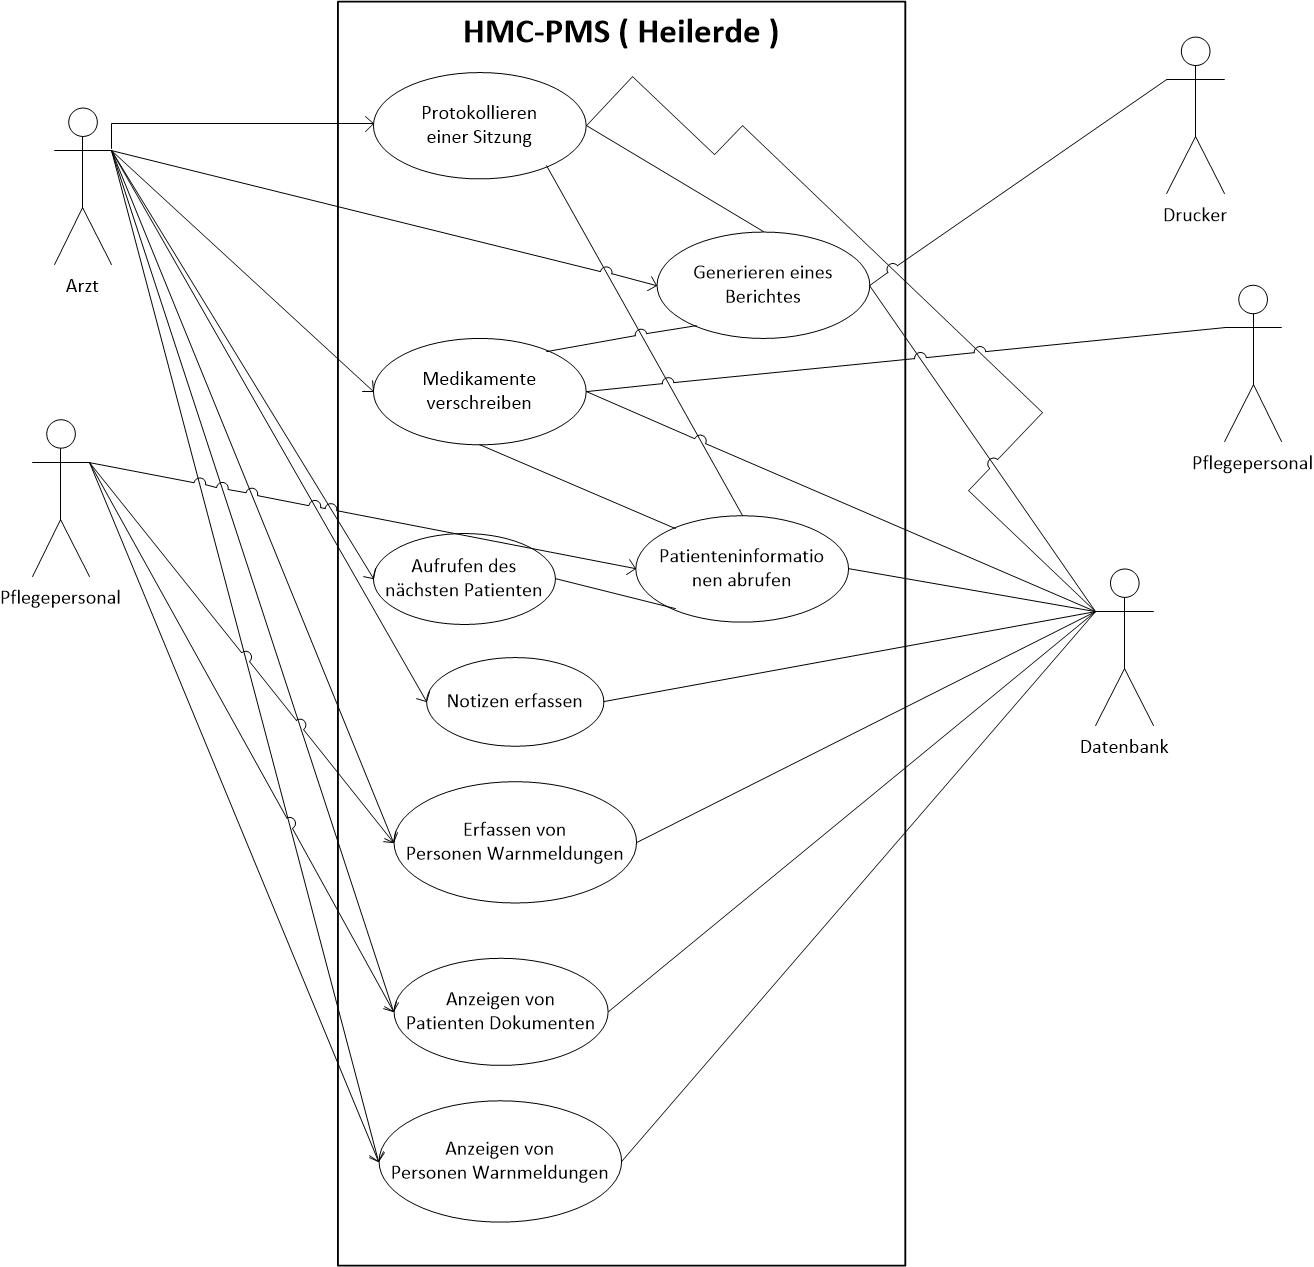 HMC-PMS ( Heilerde )
Protokollieren
einer Sitzung
Drucker
Arzt
Generieren eines
Berichtes
Medikamente
verschreiben
Pflegepersonal
Aufrufen des
nächsten Patienten
Patienteninformatio
nen abrufen
Pflegepersonal
Notizen erfassen
Datenbank
Erfassen von
Personen Warnmeldungen
Anzeigen von
Patienten Dokumenten
Anzeigen von
Personen Warnmeldungen